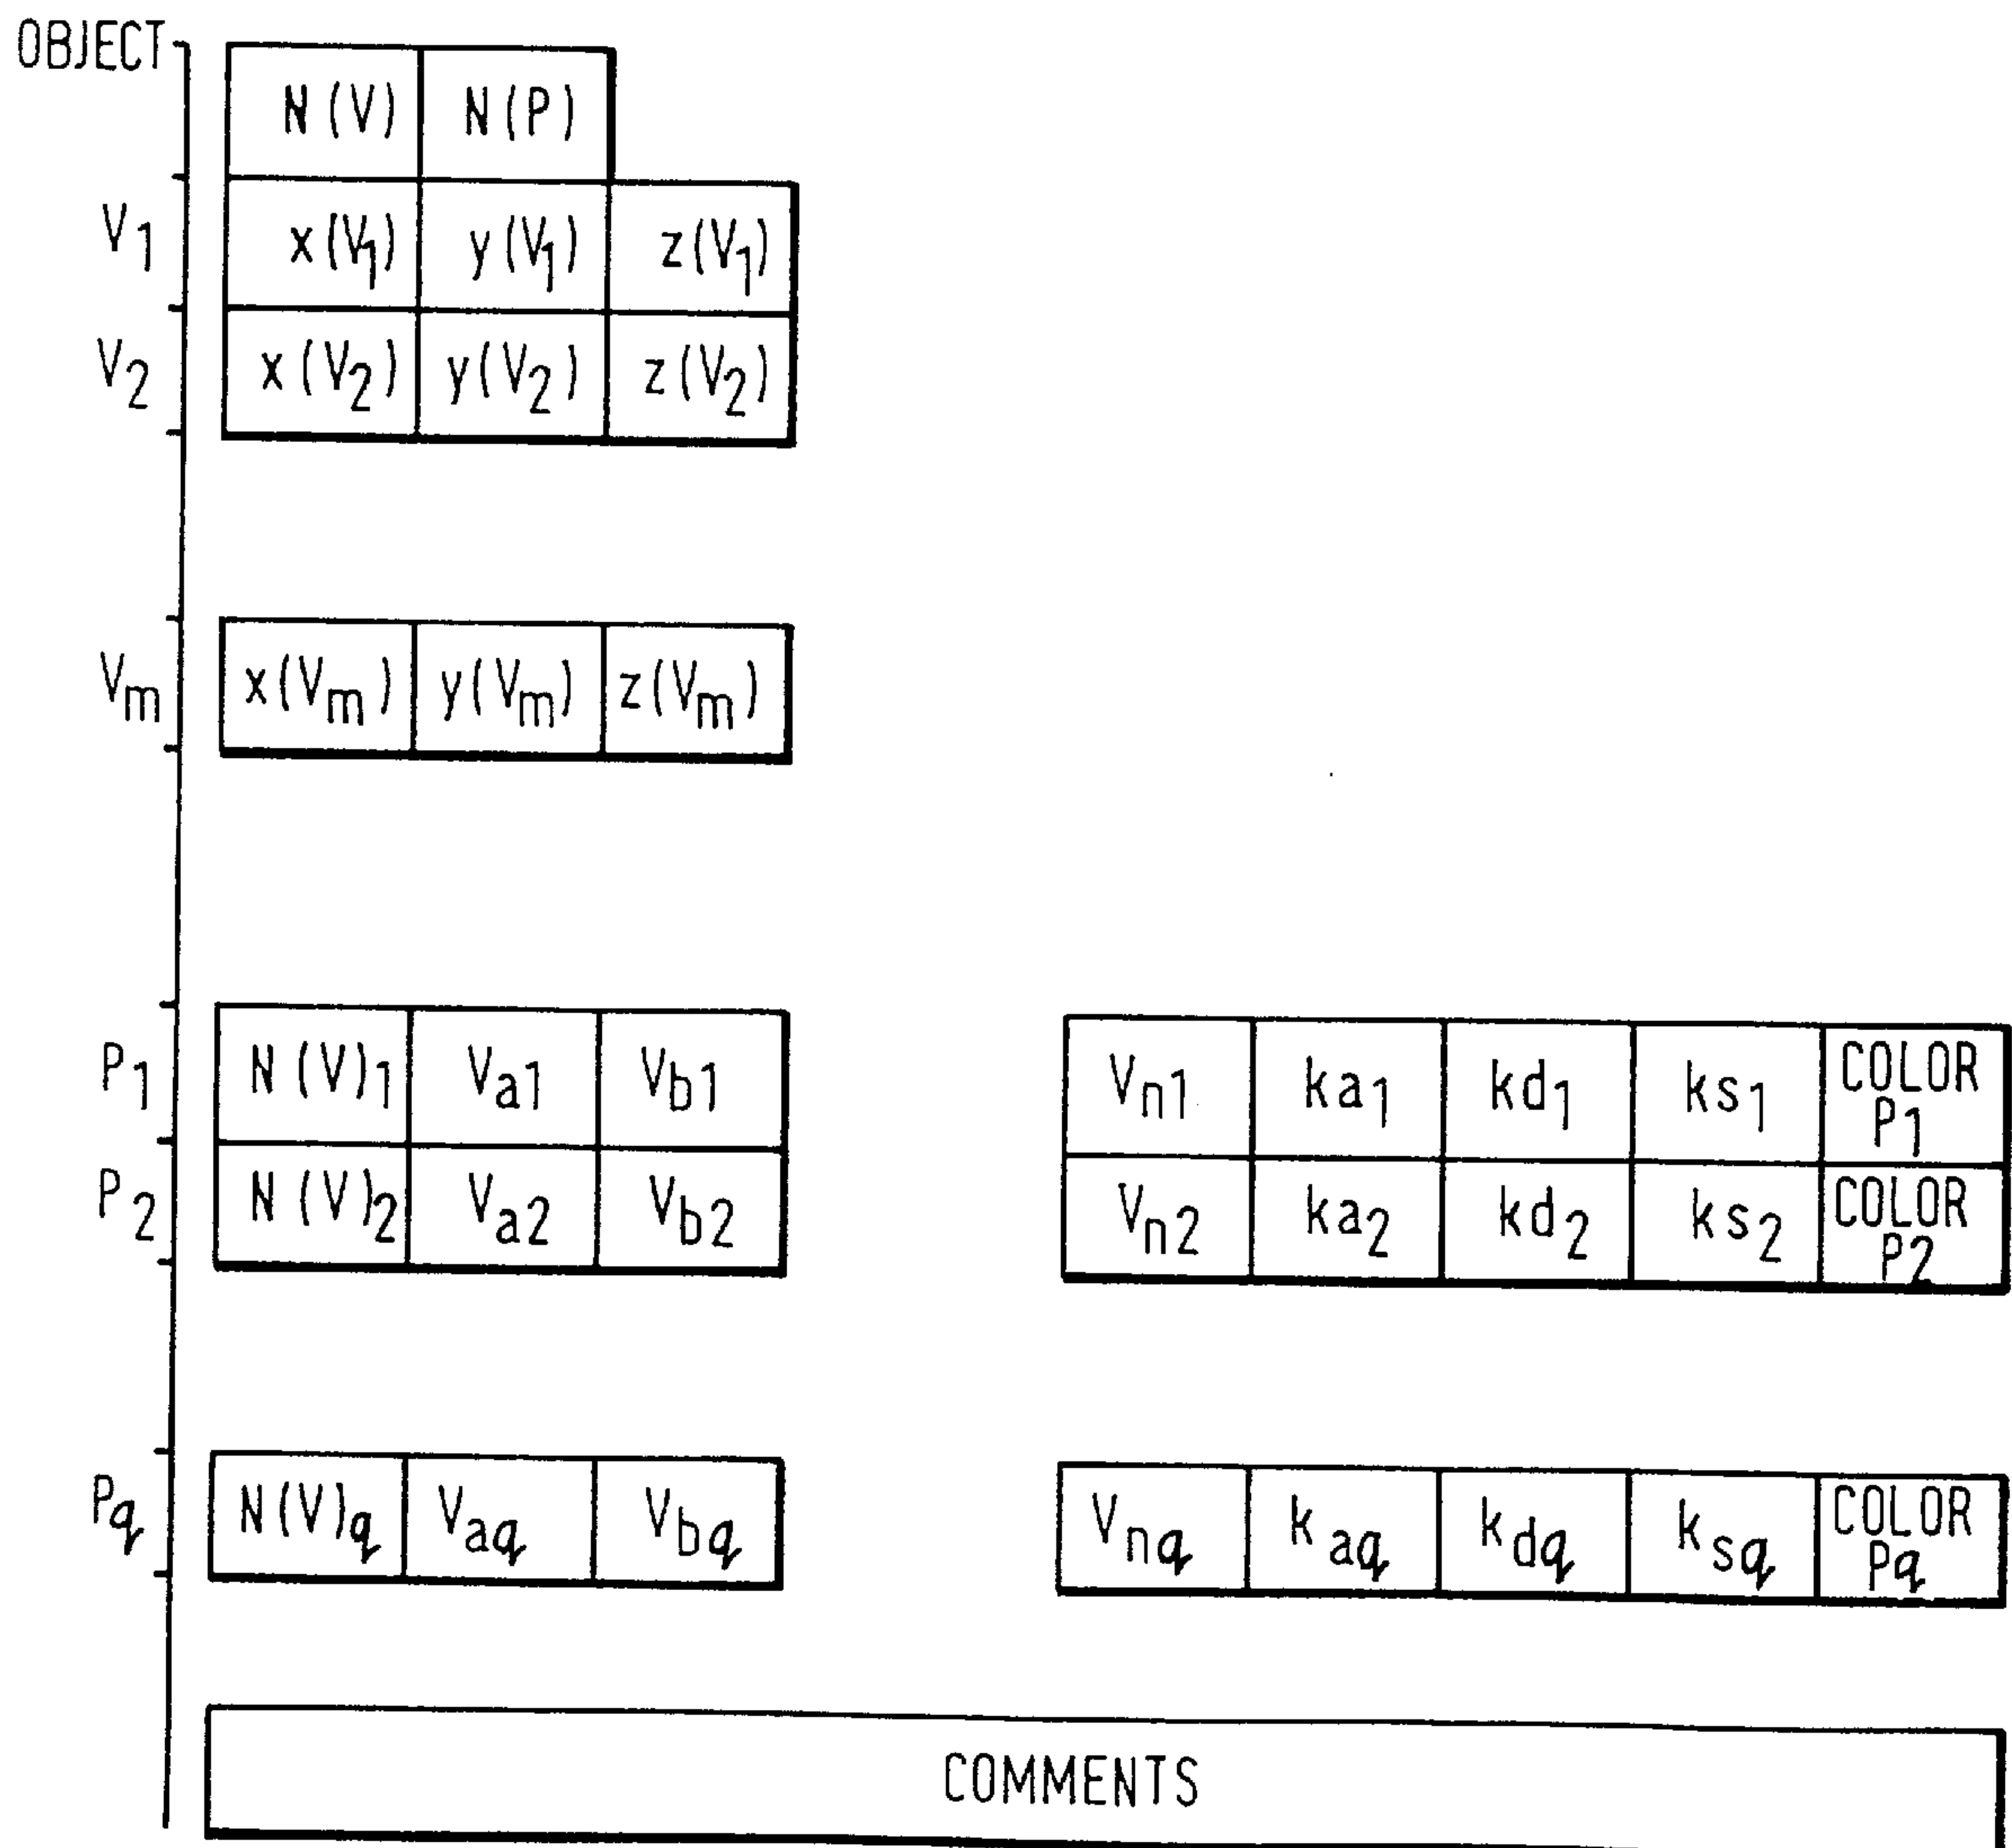 OBJECT N(V) N(P)
V1 x(V1) y(V1) z(V1)
V2 x(V2) y(V2) z(V2)
Vm x(Vm) y(Vm) z(Vm)
P1 N(V)1 Va1 Vb1 Vn1 ka1 kd1 ks1 COLOR P1
P2 N(V)2 Va2 Vb2 Vn2 ka2 kd2 ks2 COLOR P2
Pq N(V)q Vaq Vbq Vnq kaq kdq ksq COLOR Pq
COMMENTS